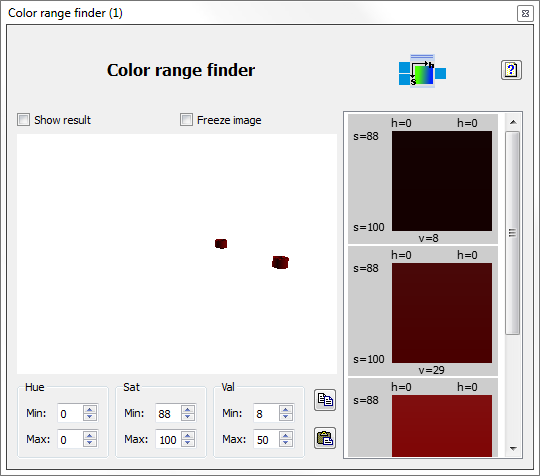 Color range finder (1)
Color range finder
h
s
?
Show result
Freeze image
h=0 h=0
s=88
s=100
v=8
h=0 h=0
s=88
s=100
v=29
h=0 h=0
s=88
Hue
Min: 0
Max: 0
Sat
Min: 88
Max: 100
Val
Min: 8
Max: 50